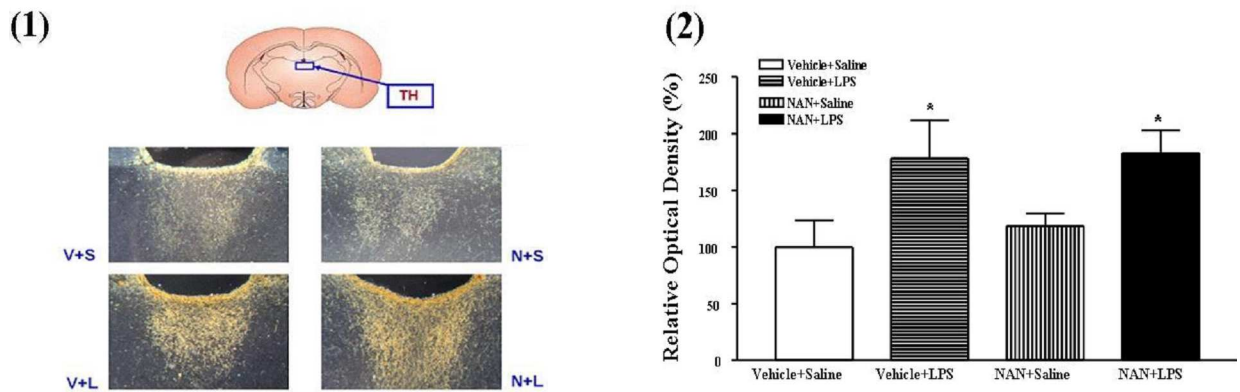 (1)
TH
V+S
N+S
V+L
N+L
(2)
Vehicle+Saline
Vehicle+LPS
NAN+Saline
NAN+LPS
Relative Optical Density (%)
250
200
150
100
50
0
*
*
Vehicle+Saline
Vehicle+LPS
NAN+Saline
NAN+LPS